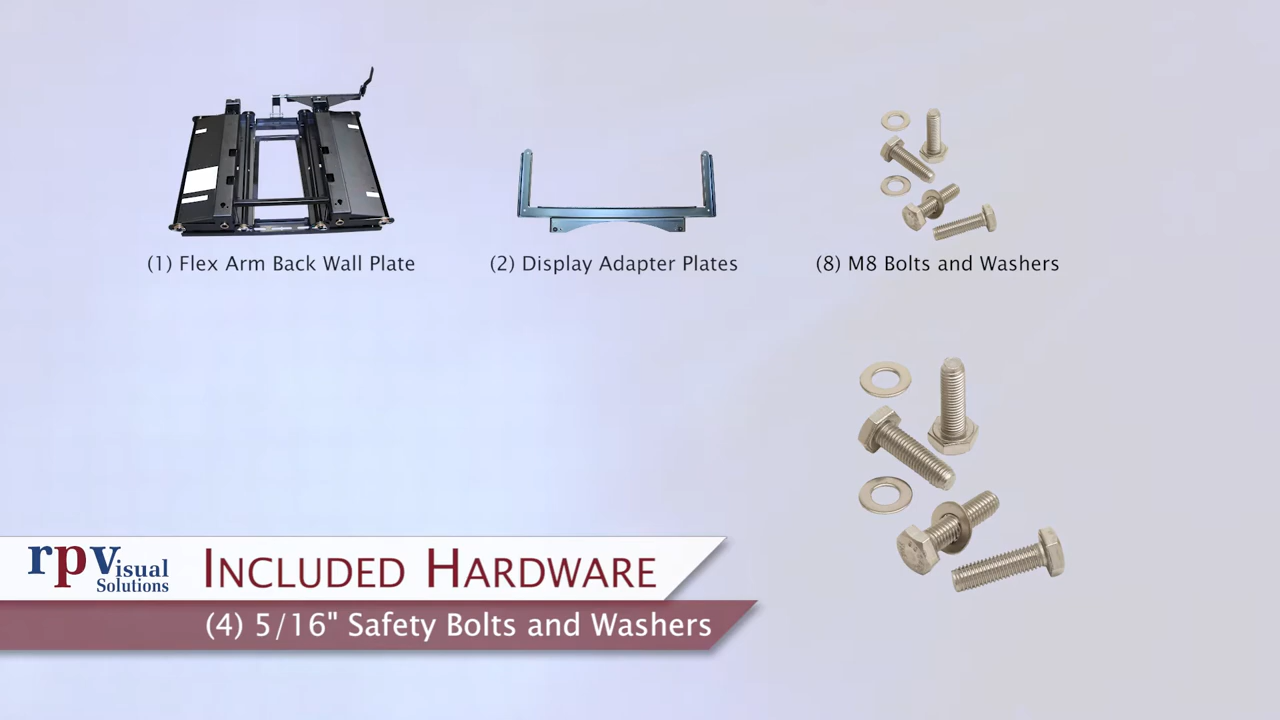 (1) Flex Arm Back Wall Plate
(2) Display Adapter Plates
(8) M8 Bolts and Washers
rpVisual
Solutions
INCLUDED HARDWARE
(4) 5/16" Safety Bolts and Washers